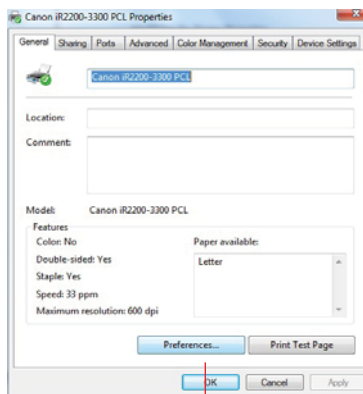 Canon iR2200-3300 PCL Properties
General Sharing Ports Advanced Color Management Security Device Settings
Canon iR2200-3300 PCL
Location:
Comment:
Model: Canon iR2200-3300 PCL
Features
Color: No Paper available:
Double-sided: Yes Letter
Staple: Yes
Speed: 33 ppm
Maximum resolution: 600 dpi
Preferences... Print Test Page
OK Cancel Apply